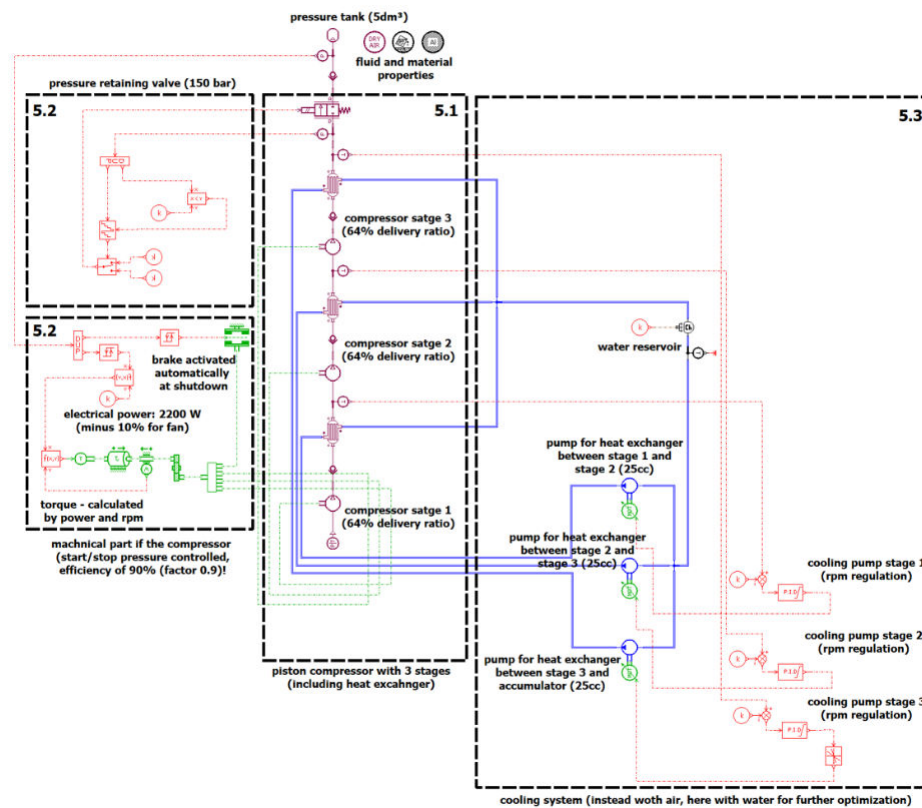 pressure tank (5dm³)
DRY
AIR
Al
fluid and material
properties
pressure retaining valve (150 bar)
5.2
5.1
5.3
compressor satge 3
(64% delivery ratio)
k
5.2
brake activated
automatically
at shutdown
compressor satge 2
(64% delivery ratio)
k
water reservoir
k
electrical power: 2200 W
(minus 10% for fan)
f(x,y)
f(x,y)
torque - calculated
by power and rpm
compressor satge 1
(64% delivery ratio)
machnical part if the compressor
(start/stop pressure controlled,
efficiency of 90% (factor 0.9)!
pump for heat exchanger
between stage 1 and
stage 2 (25cc)
pump for heat exchanger
between stage 2 and
stage 3 (25cc)
pump for heat exchanger
between stage 3 and
accumulator (25cc)
cooling pump stage 1
(rpm regulation)
k
P.I.D
cooling pump stage 2
(rpm regulation)
k
P.I.D
cooling pump stage 3
(rpm regulation)
k
P.I.D
piston compressor with 3 stages
(including heat excahnger)
cooling system (instead woth air, here with water for further optimization)